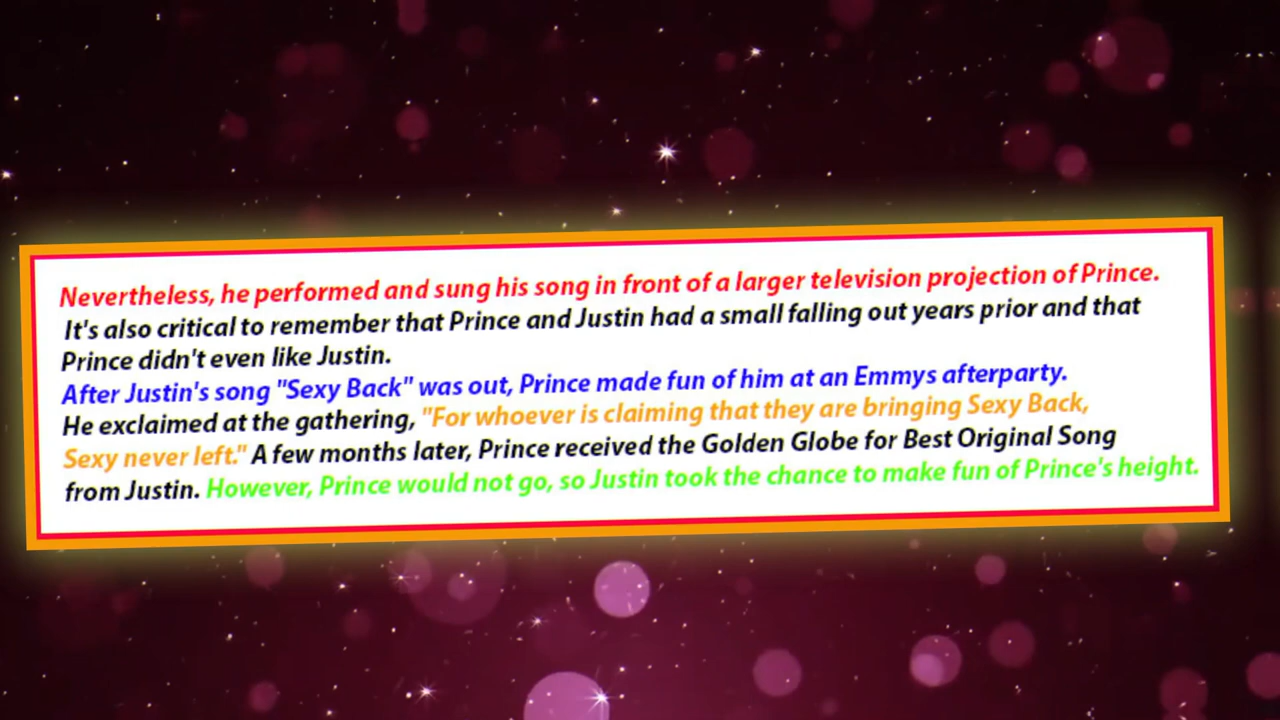 Nevertheless, he performed and sung his song in front of a larger television projection of Prince.
It's also critical to remember that Prince and Justin had a small falling out years prior and that
Prince didn't even like Justin.
After Justin's song "Sexy Back" was out, Prince made fun of him at an Emmys afterparty.
He exclaimed at the gathering, "For whoever is claiming that they are bringing Sexy Back,
Sexy never left." A few months later, Prince received the Golden Globe for Best Original Song
from Justin. However, Prince would not go, so Justin took the chance to make fun of Prince's height.